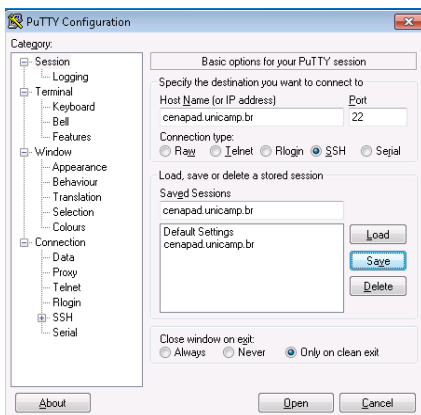 PuTTY Configuration
Category:
Session
Logging
Terminal
Keyboard
Bell
Features
Window
Appearance
Behaviour
Translation
Selection
Colours
Connection
Data
Proxy
Telnet
Rlogin
SSH
Serial
Basic options for your PuTTY session
Specify the destination you want to connect to
Host Name (or IP address) Port
cenapad.unicamp.br 22
Connection type:
Raw Telnet Rlogin SSH Serial
Load, save or delete a stored session
Saved Sessions
cenapad.unicamp.br
Default Settings
cenapad.unicamp.br
Load
Save
Delete
Close window on exit:
Always Never Only on clean exit
About Open Cancel